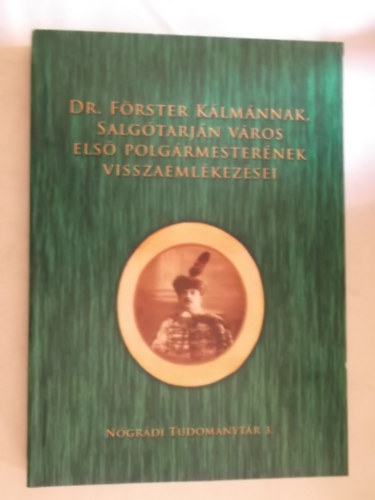 Dr. Förster Kálmánnak,
Salgótarján város
első polgármesterének
visszaemlékezései
Nógrádi Tudománytár 3.